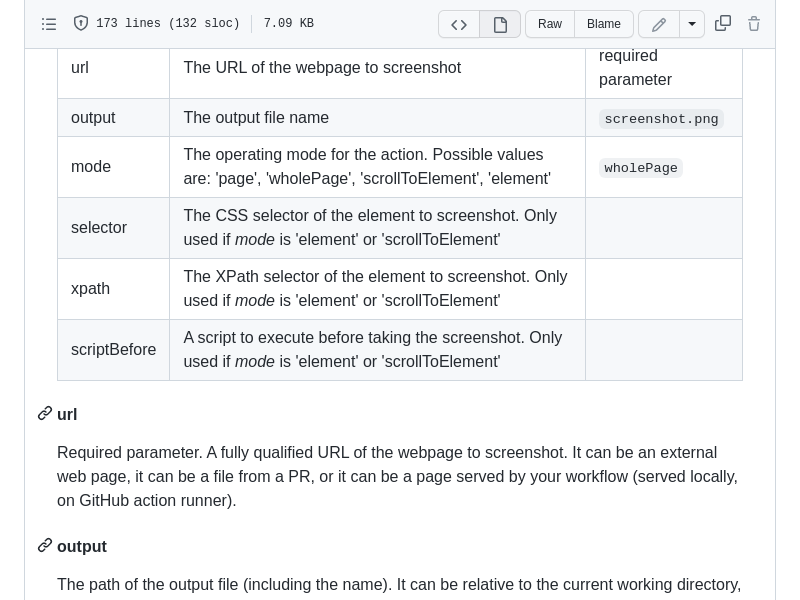 173 lines (132 sloc) 7.09 KB Raw Blame
url The URL of the webpage to screenshot required
parameter
output The output file name screenshot.png
mode The operating mode for the action. Possible values wholePage
are: 'page', 'wholePage', 'scrollToElement', 'element'
selector The CSS selector of the element to screenshot. Only
used if mode is 'element' or 'scrollToElement'
xpath The XPath selector of the element to screenshot. Only
used if mode is 'element' or 'scrollToElement'
scriptBefore A script to execute before taking the screenshot. Only
used if mode is 'element' or 'scrollToElement'
url
Required parameter. A fully qualified URL of the webpage to screenshot. It can be an external
web page, it can be a file from a PR, or it can be a page served by your workflow (served locally,
on GitHub action runner).
output
The path of the output file (including the name). It can be relative to the current working directory,